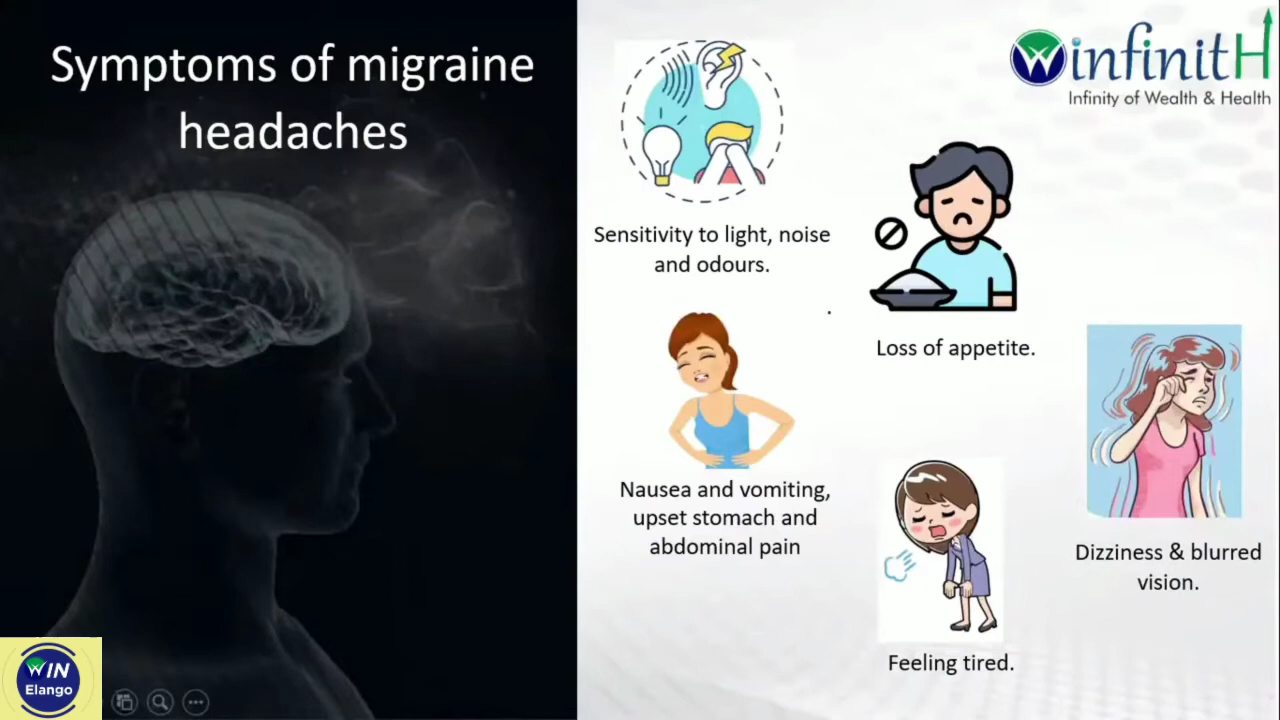 Symptoms of migraine
headaches
WinfinitH
Infinity of Wealth & Health
Sensitivity to light, noise
and odours.
Loss of appetite.
Nausea and vomiting,
upset stomach and
abdominal pain
Dizziness & blurred
vision.
Feeling tired.
WIN
Elango